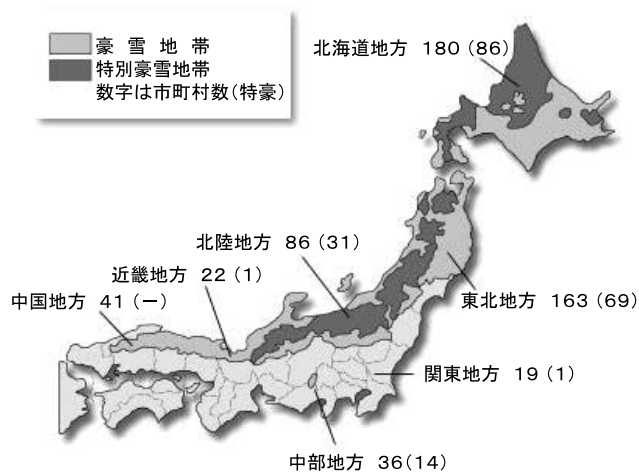 豪雪地帯
特別豪雪地帯
数字は市町村数(特豪)
北海道地方 180(86)
北陸地方 86(31)
近畿地方 22(1)
中国地方 41(ー)
東北地方 163(69)
関東地方 19(1)
中部地方 36(14)